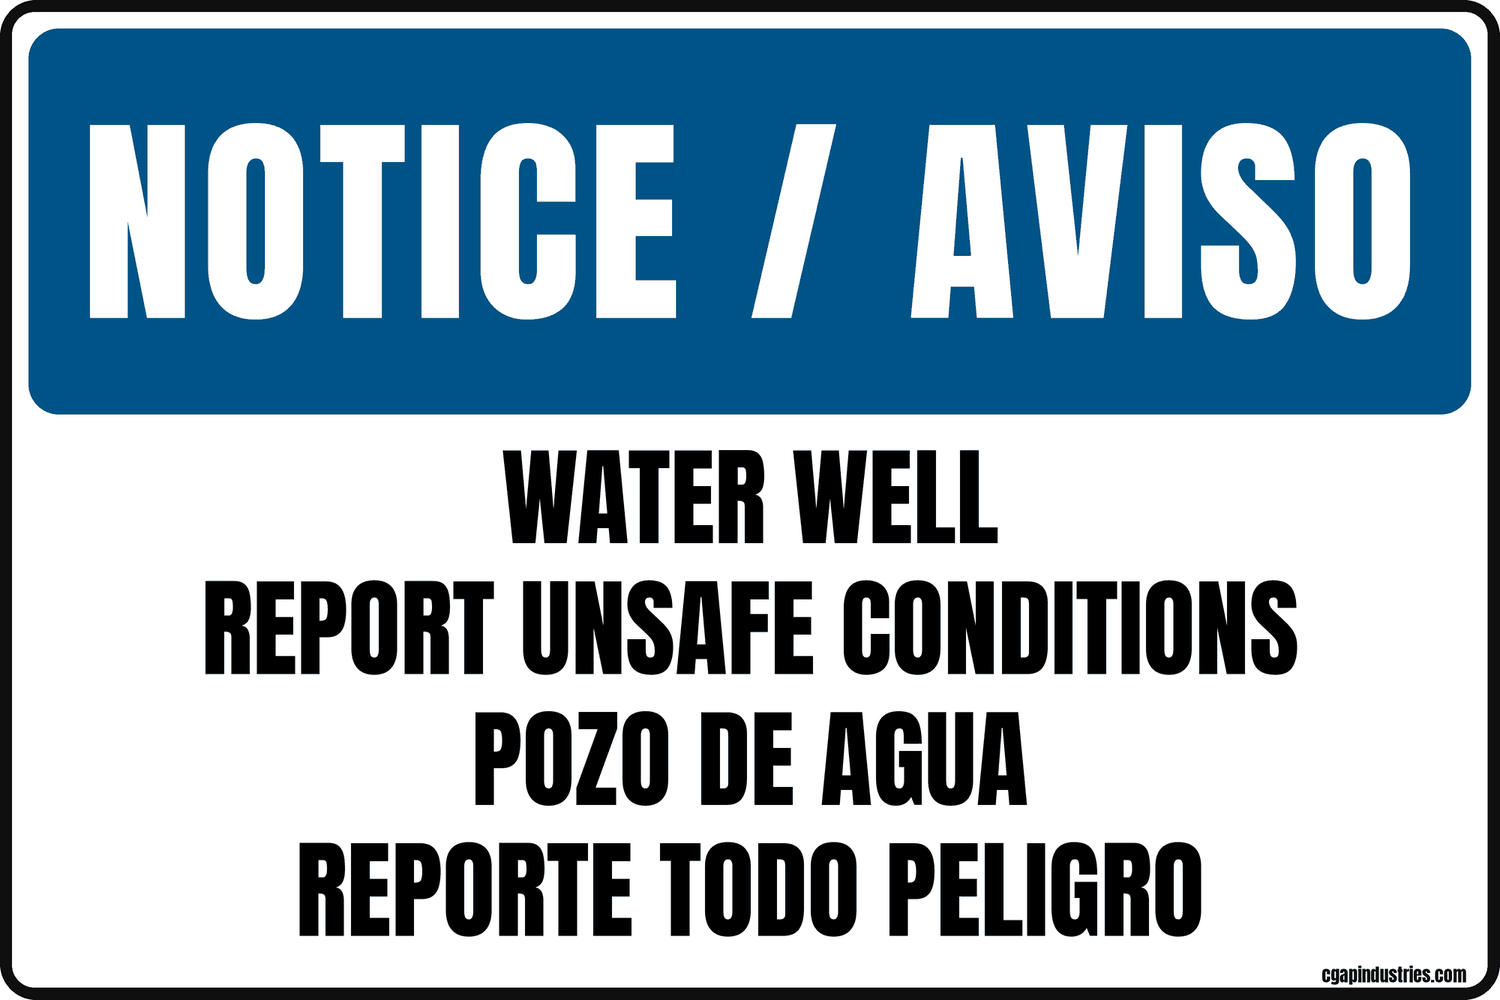 NOTICE / AVISO
WATER WELL
REPORT UNSAFE CONDITIONS
POZO DE AGUA
REPORTE TODO PELIGRO
cgapindustries.com